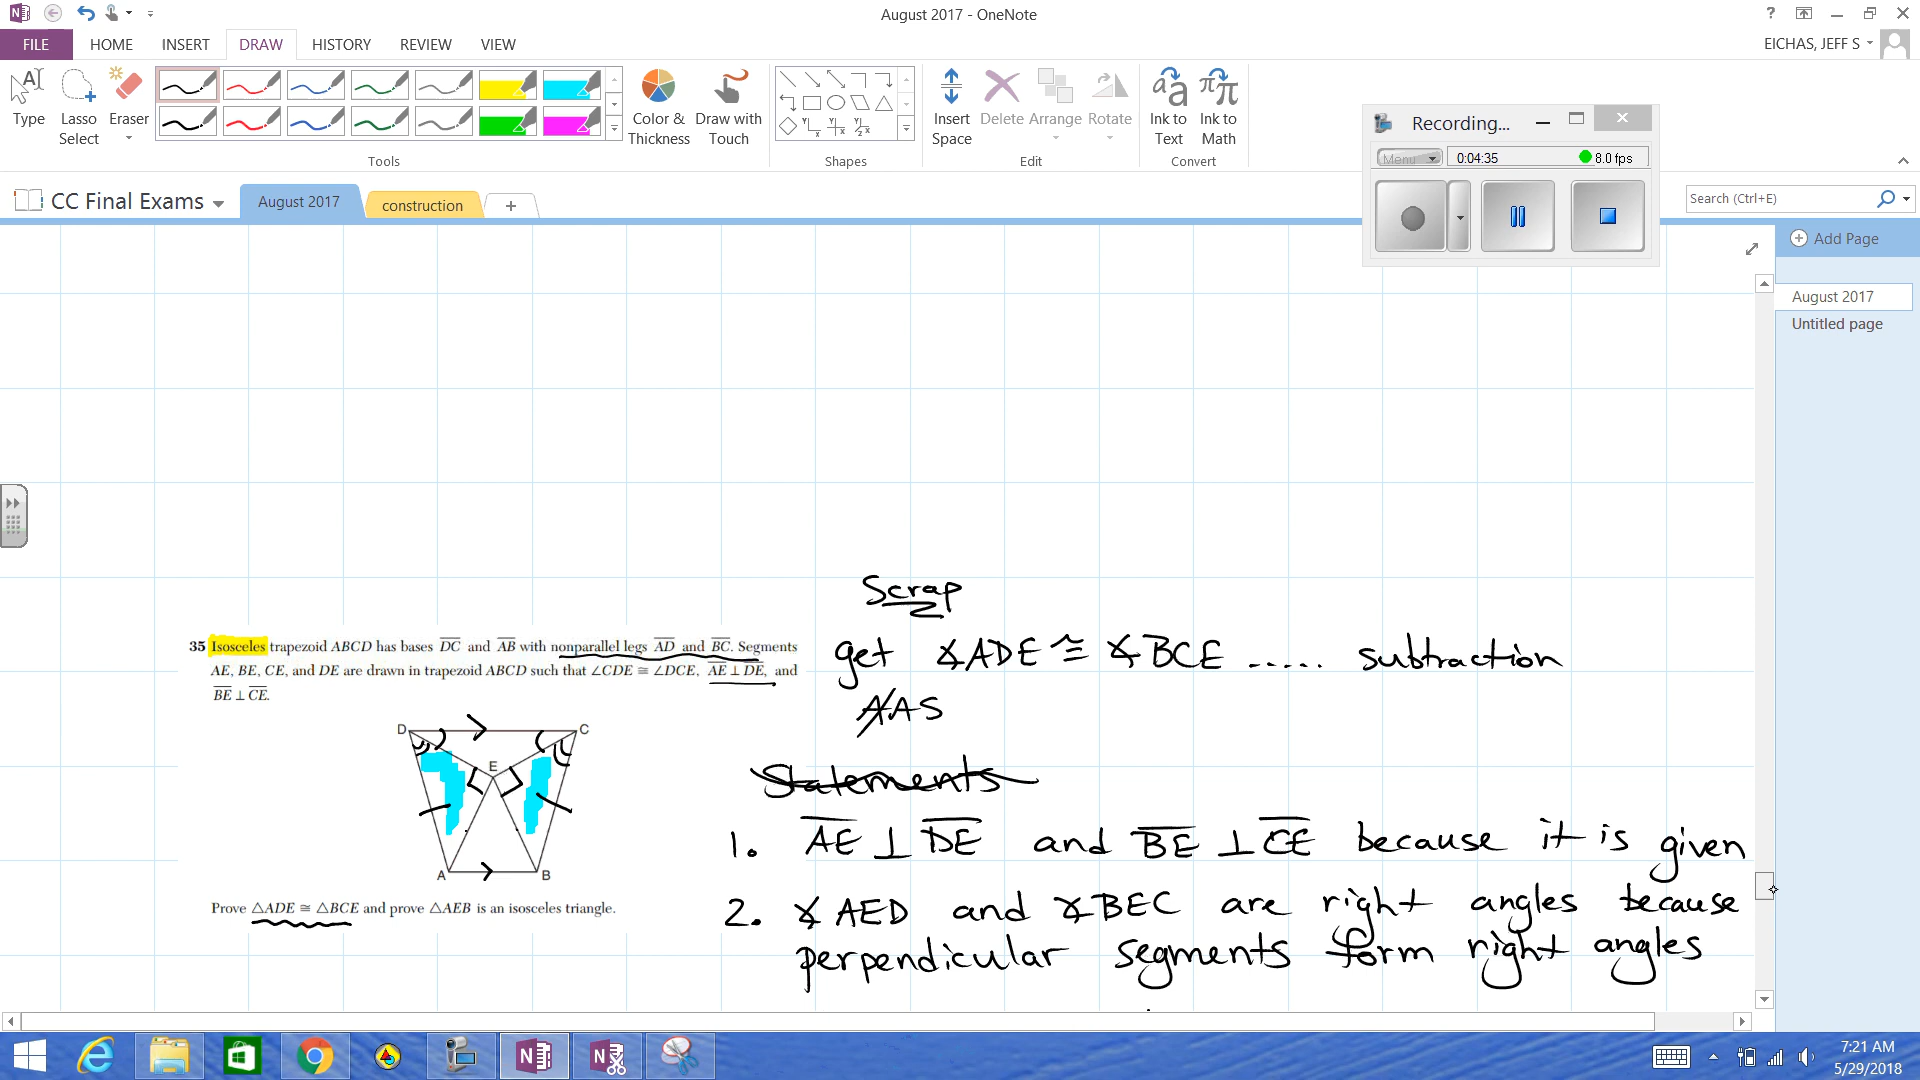 August 2017 - OneNote
FILE HOME INSERT DRAW HISTORY REVIEW VIEW
EICHAS, JEFF S
Type
Lasso Select
Eraser
Color & Thickness
Draw with Touch
Insert Space
Delete
Arrange
Rotate
Ink to Text
Ink to Math
Tools
Shapes
Edit
Convert
Recording...
Menu
0:04:35
8.0 fps
CC Final Exams
August 2017
construction
Search (Ctrl+E)
Add Page
August 2017
Untitled page
Scrap
get ∡ADE ≅ ∡BCE ..... subtraction
AAS
Statements
1. AE ⊥ DE and BE ⊥ CE because it is given
2. ∡AED and ∡BEC are right angles because
perpendicular segments form right angles
35 Isosceles trapezoid ABCD has bases DC and AB with nonparallel legs AD and BC. Segments
AE, BE, CE, and DE are drawn in trapezoid ABCD such that ∠CDE ≅ ∠DCE, AE ⊥ DE, and
BE ⊥ CE.
D C
E
A B
Prove △ADE ≅ △BCE and prove △AEB is an isosceles triangle.
7:21 AM
5/29/2018